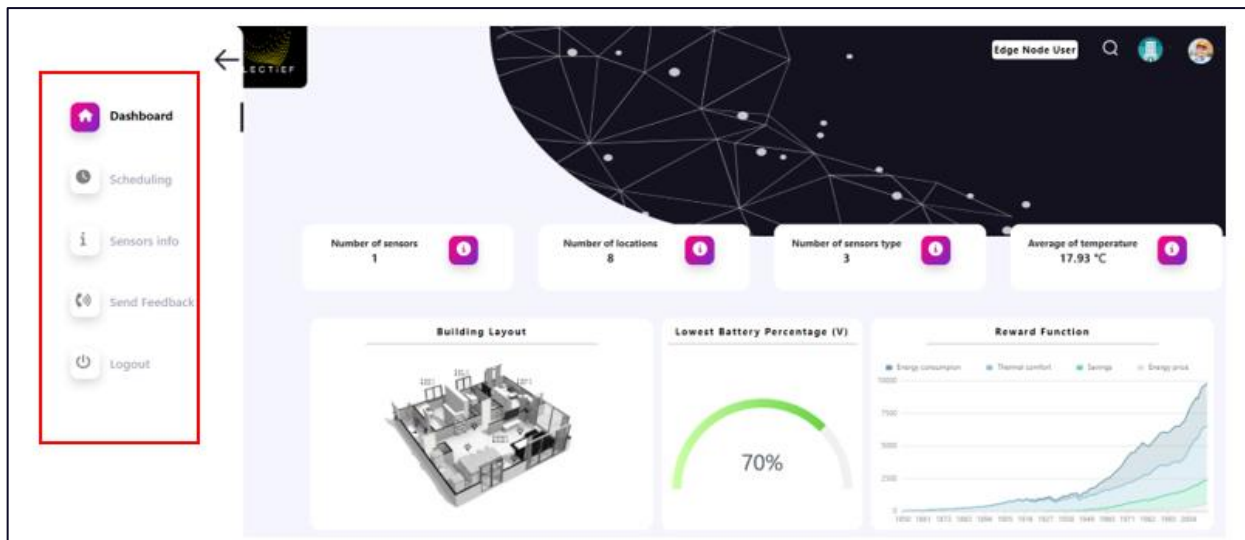 LECTIEF
Edge Node User
Dashboard
Scheduling
Sensors info
Send Feedback
Logout
Number of sensors
1
Number of locations
8
Number of sensors type
3
Average of temperature
17.93 °C
Building Layout
Lowest Battery Percentage (V)
70%
Reward Function
Energy consumption Thermal comfort Savings Energy price
10000
7500
5000
2500
0